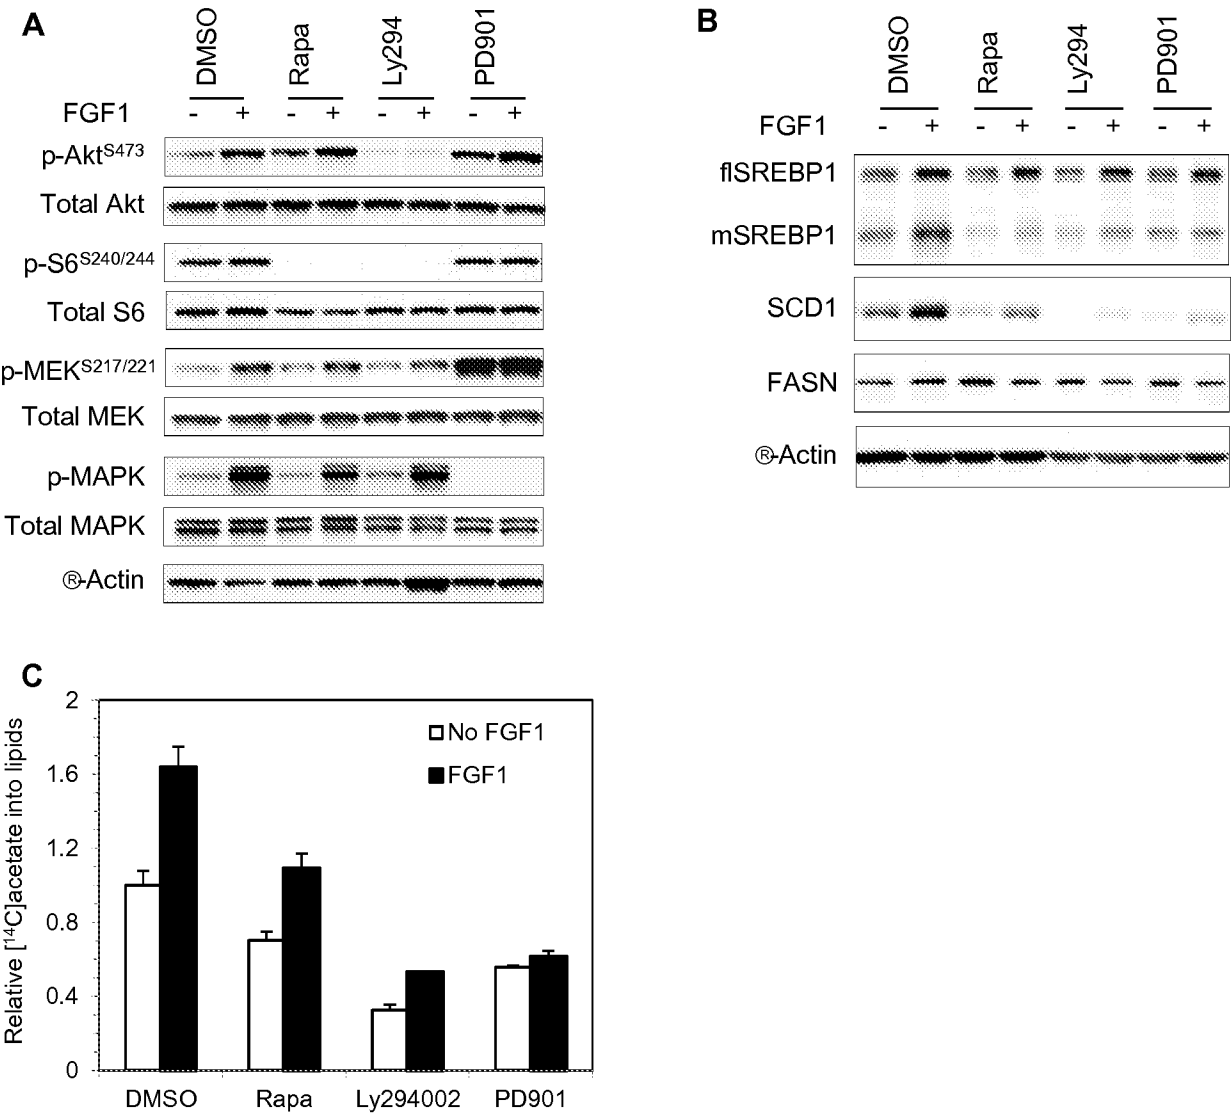 A
DMSO Rapa Ly294 PD901
FGF1 - + - + - + - +
p-Akt^S473
Total Akt
p-S6^S240/244
Total S6
p-MEK^S217/221
Total MEK
p-MAPK
Total MAPK
®-Actin
B
DMSO Rapa Ly294 PD901
FGF1 - + - + - + - +
flSREBP1
mSREBP1
SCD1
FASN
®-Actin
C
Relative [¹⁴C]acetate into lipids
2
1.6
1.2
0.8
0.4
0
No FGF1
FGF1
DMSO Rapa Ly294002 PD901